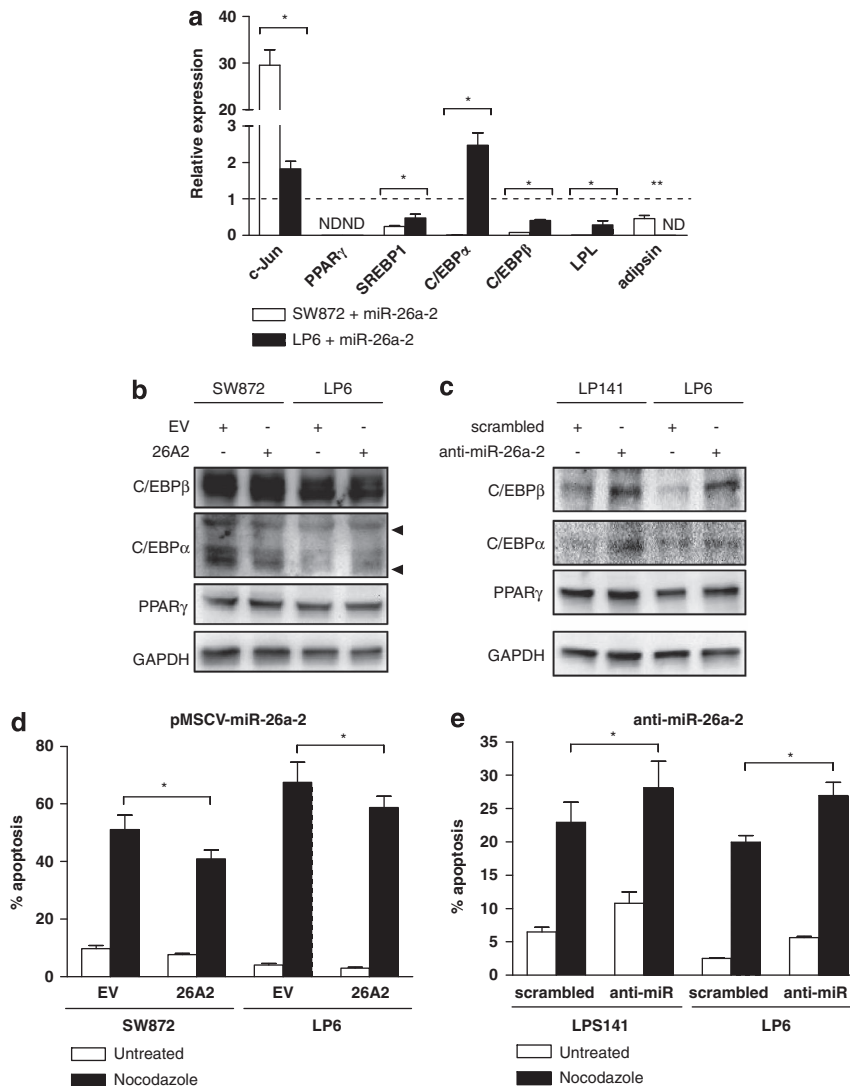 a
Relative expression
40
30
20
3
2
1
0
*
*
*
*
*
**
NDND
ND
c-Jun
PPARγ
SREBP1
C/EBPα
C/EBPβ
LPL
adipsin
SW872 + miR-26a-2
LP6 + miR-26a-2
b
SW872 LP6
EV + - + -
26A2 - + - +
C/EBPβ
C/EBPα
PPARγ
GAPDH
c
LP141 LP6
scrambled + - + -
anti-miR-26a-2 - + - +
C/EBPβ
C/EBPα
PPARγ
GAPDH
d
pMSCV-miR-26a-2
% apoptosis
80
60
40
20
0
*
*
EV 26A2 EV 26A2
SW872 LP6
Untreated
Nocodazole
e
anti-miR-26a-2
% apoptosis
35
30
25
20
15
10
5
0
*
*
scrambled anti-miR scrambled anti-miR
LPS141 LP6
Untreated
Nocodazole